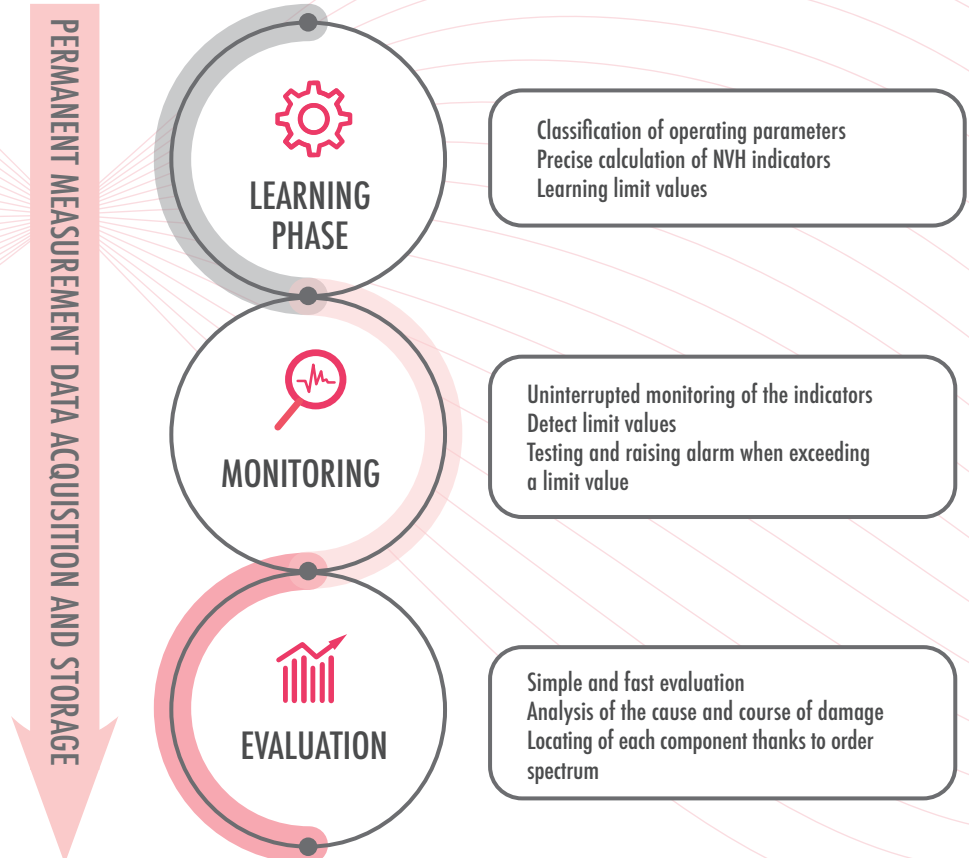 PERMANENT MEASUREMENT DATA ACQUISITION AND STORAGE
LEARNING
PHASE
Classification of operating parameters
Precise calculation of NVH indicators
Learning limit values
MONITORING
Uninterrupted monitoring of the indicators
Detect limit values
Testing and raising alarm when exceeding
a limit value
EVALUATION
Simple and fast evaluation
Analysis of the cause and course of damage
Locating of each component thanks to order
spectrum